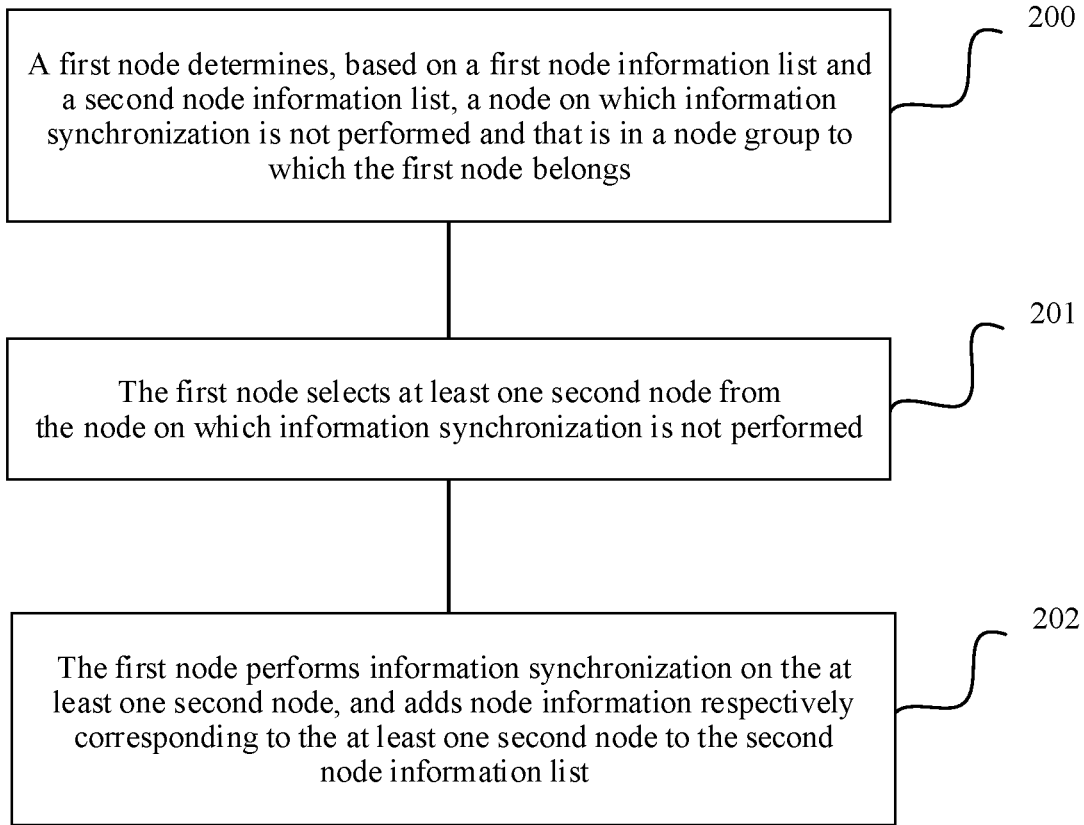 200
A first node determines, based on a first node information list and
a second node information list, a node on which information
synchronization is not performed and that is in a node group to
which the first node belongs
201
The first node selects at least one second node from
the node on which information synchronization is not performed
202
The first node performs information synchronization on the at
least one second node, and adds node information respectively
corresponding to the at least one second node to the second
node information list